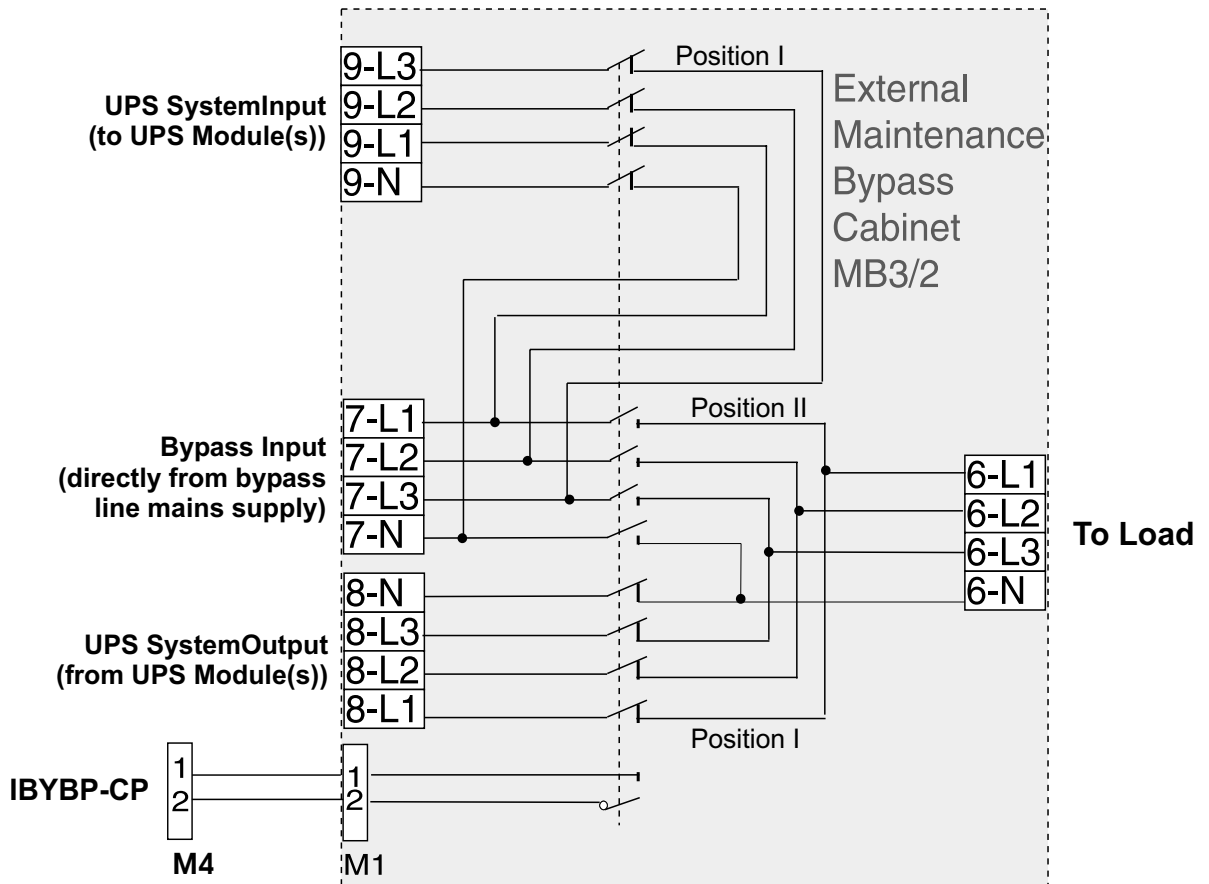 9-L3
9-L2
9-L1
9-N
UPS SystemInput
(to UPS Module(s))
Position I
External
Maintenance
Bypass
Cabinet
MB3/2
7-L1
7-L2
7-L3
7-N
Bypass Input
(directly from bypass
line mains supply)
Position II
6-L1
6-L2
6-L3
6-N
To Load
8-N
8-L3
8-L2
8-L1
UPS SystemOutput
(from UPS Module(s))
Position I
IBYBP-CP
1
2
M4
1
2
M1